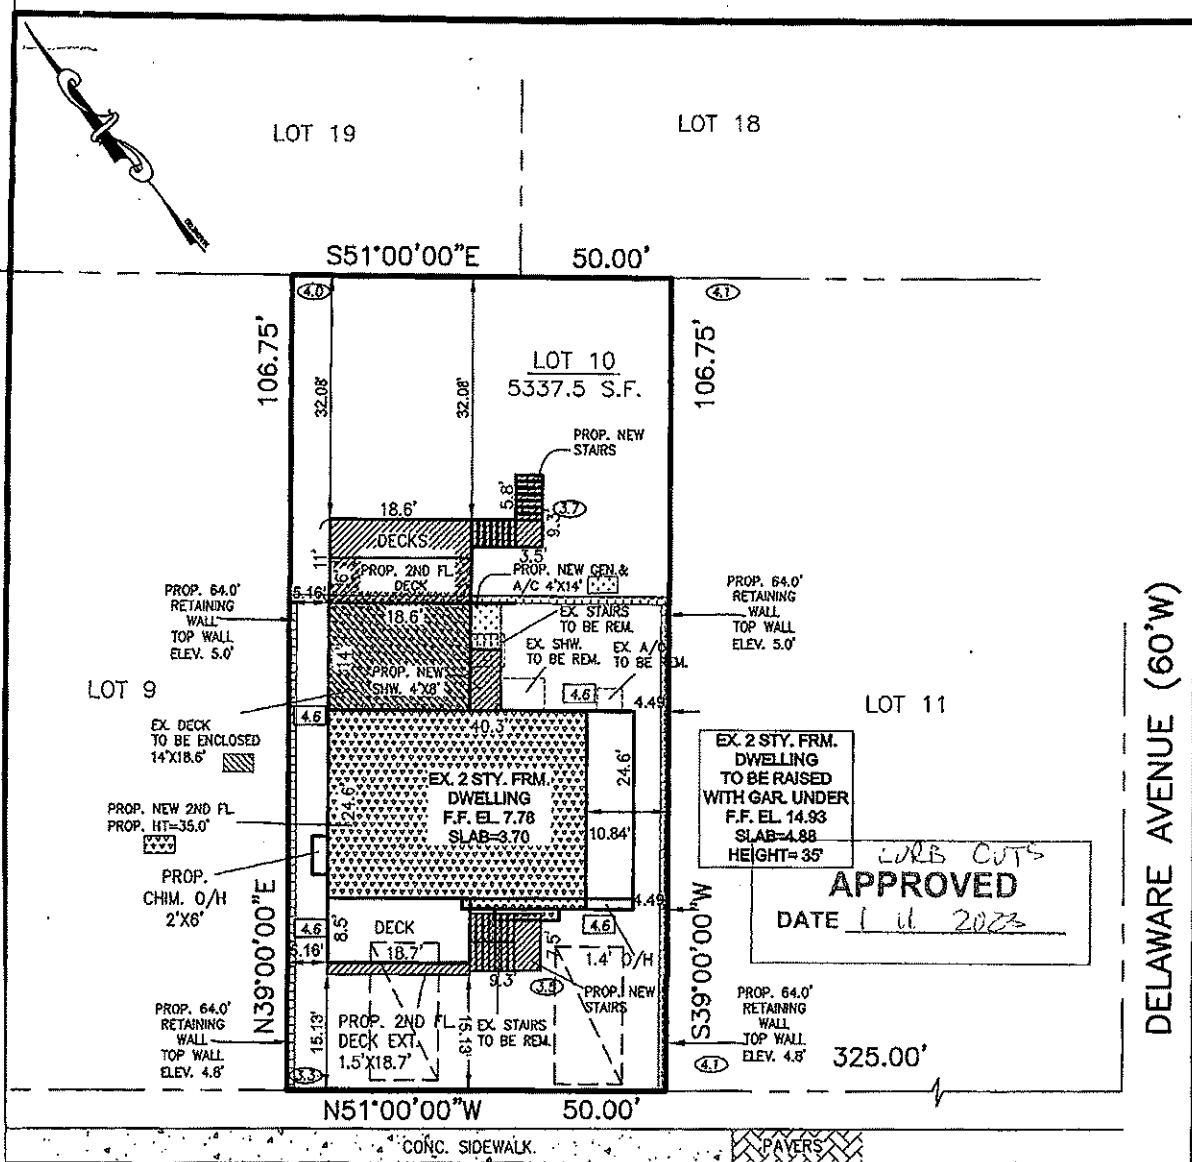 LOT 19
LOT 18
S51°00'00"E
50.00'
4.0
4.1
106.75'
106.75'
LOT 10
5337.5 S.F.
32.08'
32.08'
PROP. NEW
STAIRS
5.8'
3.7
9.3'
18.6'
DECKS
3.5'
11'
PROP. 2ND FL.
DECK
PROP. NEW GEN.&
A/C 4'X14'
5.16'
PROP. 64.0'
RETAINING
WALL
TOP WALL
ELEV. 5.0'
PROP. 64.0'
RETAINING
WALL
TOP WALL
ELEV. 5.0'
18.6'
14'
EX. STAIRS
TO BE REM.
EX. SHW.
TO BE REM.
EX. A/C
TO BE REM.
PROP. NEW
SHW. 4'X8'
4.6
LOT 9
LOT 11
4.6
4.49'
EX. DECK
TO BE ENCLOSED
14'X18.6'
40.3'
24.6'
24.6'
EX. 2 STY. FRM.
DWELLING
F.F. EL. 7.78
SLAB=3.70
10.84'
EX. 2 STY. FRM.
DWELLING
TO BE RAISED
WITH GAR. UNDER
F.F. EL. 14.93
SLAB=4.88
HEIGHT= 35'
PROP. NEW 2ND FL.
PROP. HT=35.0'
PROP.
CHIM. O/H
2'X6'
CURB CUTS
APPROVED
DATE 1 11 2023
4.49'
4.6
8.5'
DECK
18.7'
7.5'
4.6
1.4' O/H
5.16'
9.3'
3.5
PROP. NEW
STAIRS
N39°00'00"E
S39°00'00"W
PROP. 64.0'
RETAINING
WALL
TOP WALL
ELEV. 4.8'
15.13'
15.13'
PROP. 2ND FL.
DECK EXT.
1.5'X18.7'
EX. STAIRS
TO BE REM.
PROP. 64.0'
RETAINING
WALL
TOP WALL
ELEV. 4.8'
3.3
4.1
325.00'
N51°00'00"W
50.00'
CONC. SIDEWALK.
PAVERS
DELAWARE AVENUE (60'W)